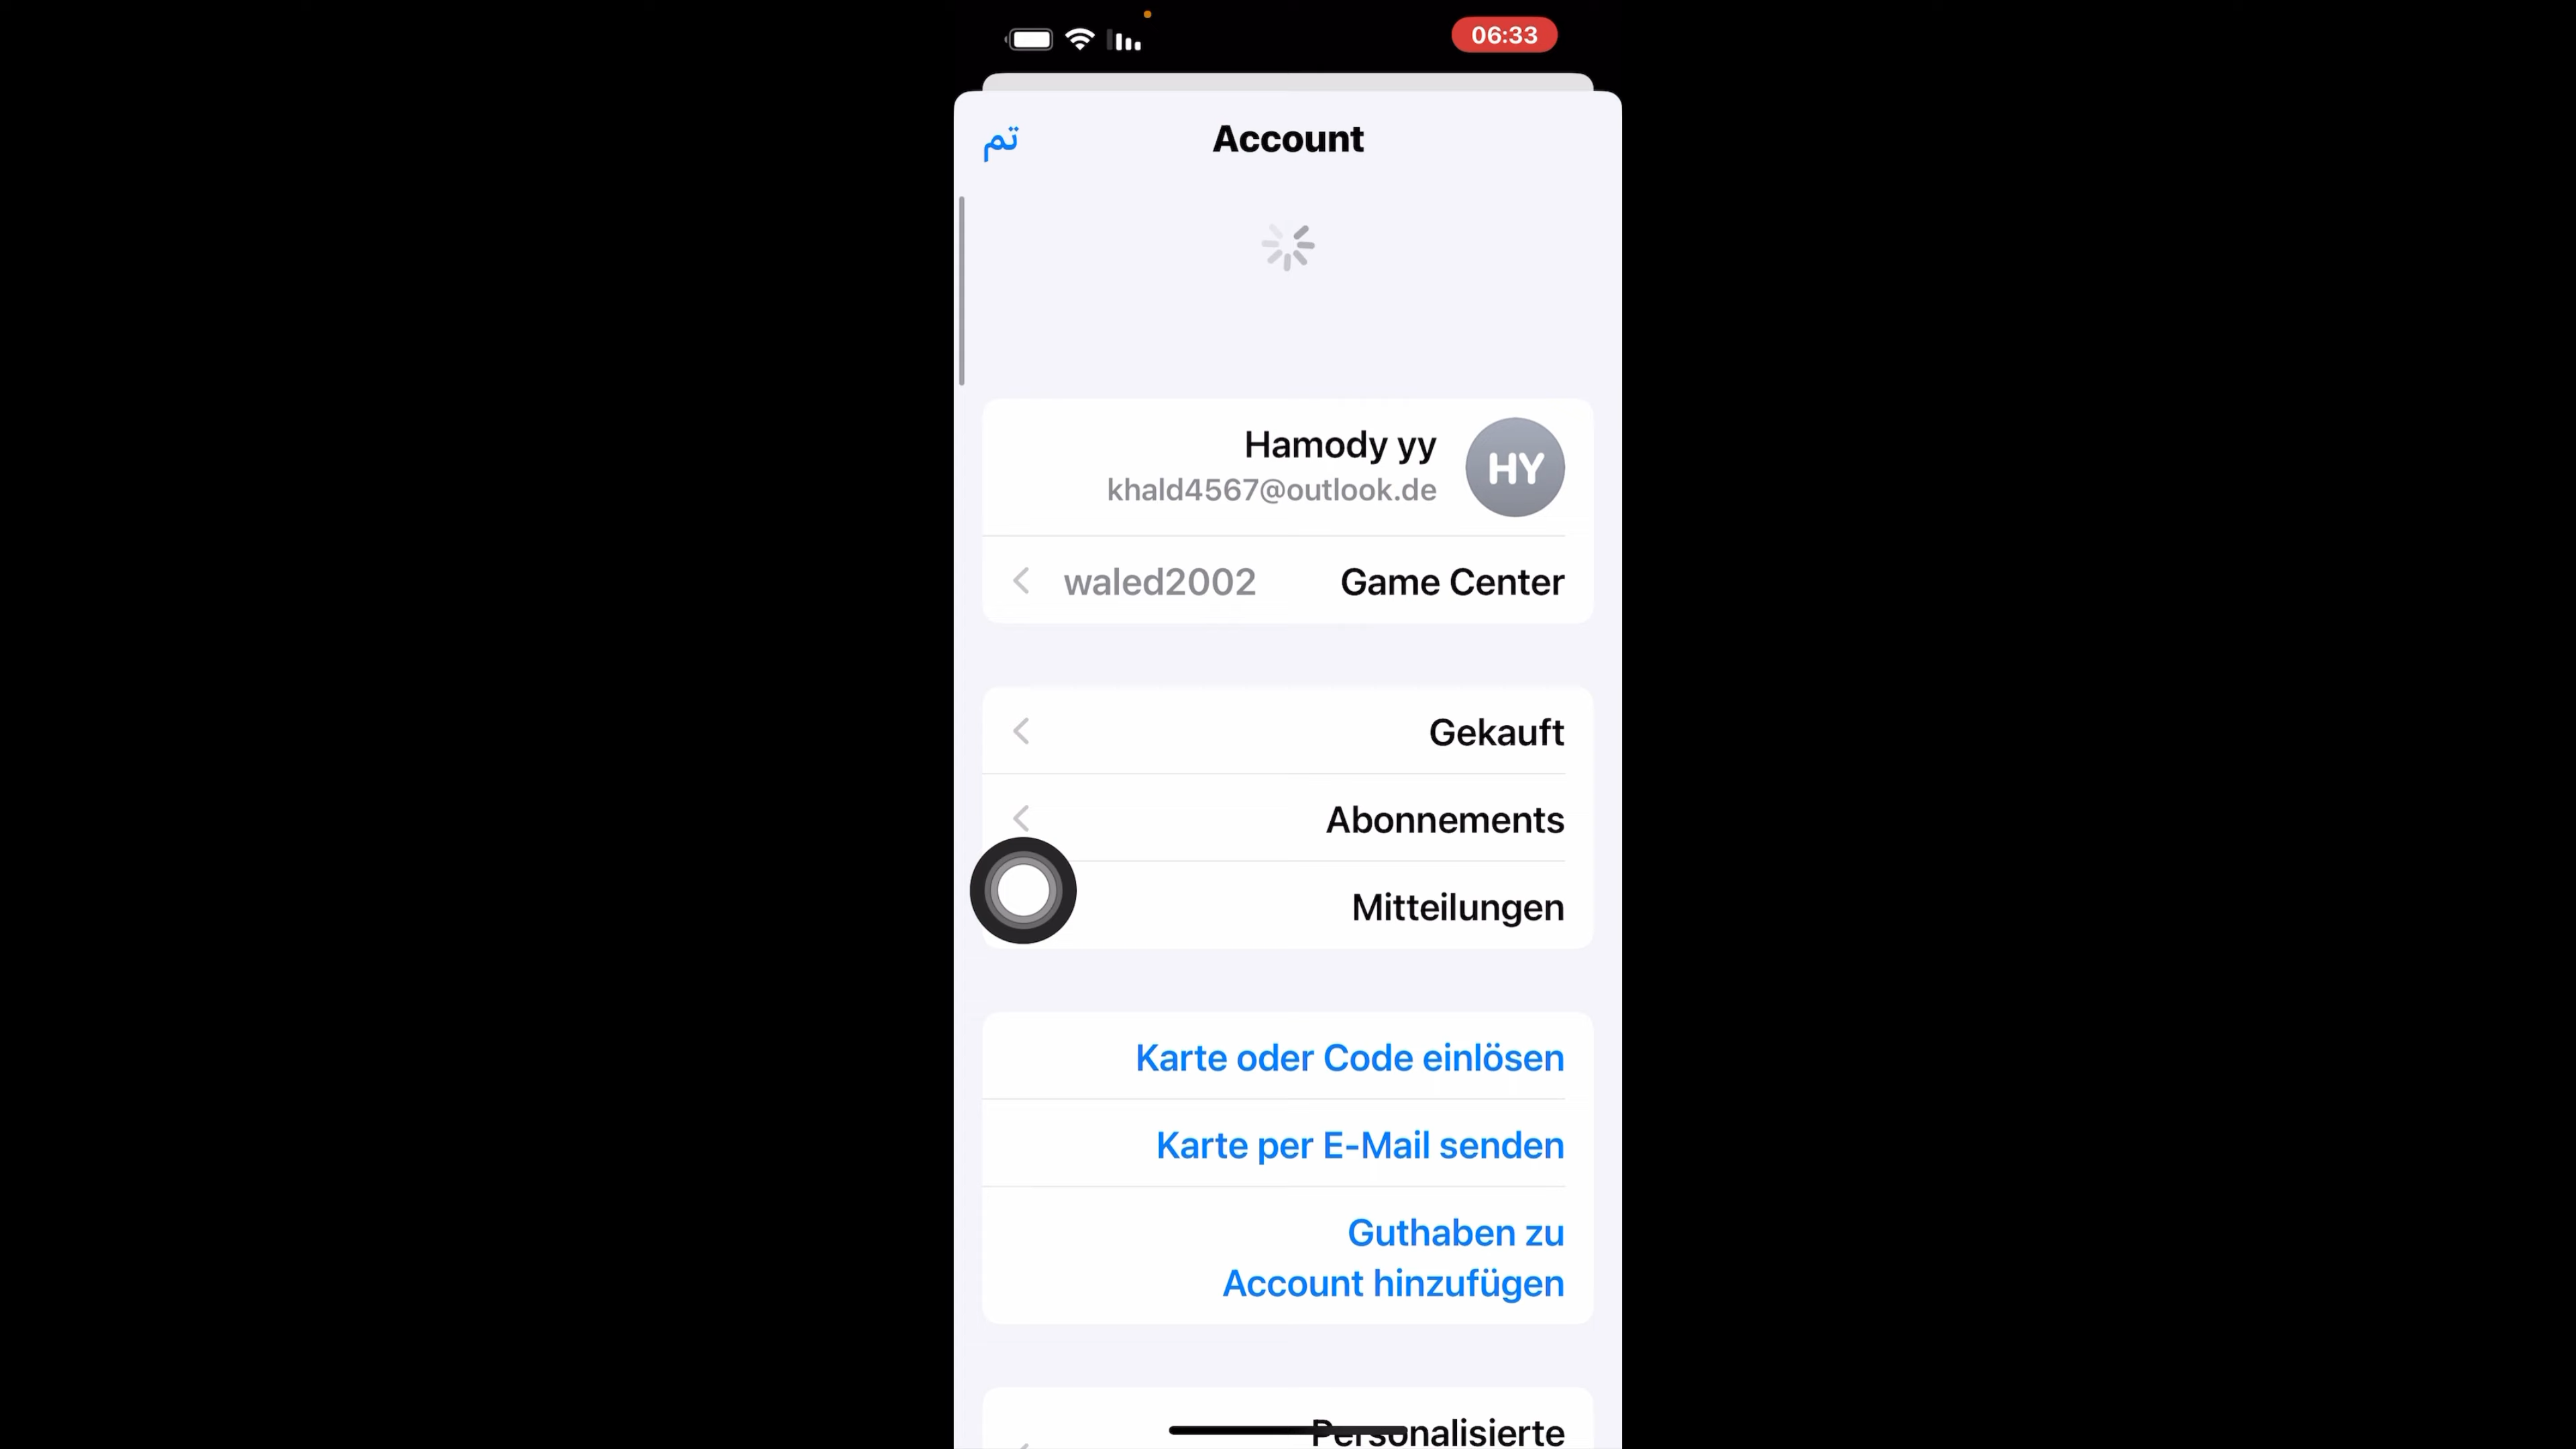 06:33
تم
Account
Hamody yy
HY
khald4567@outlook.de
Game Center
waled2002
Gekauft
Abonnements
Mitteilungen
Karte oder Code einlösen
Karte per E-Mail senden
Guthaben zu
Account hinzufügen
Personalisierte